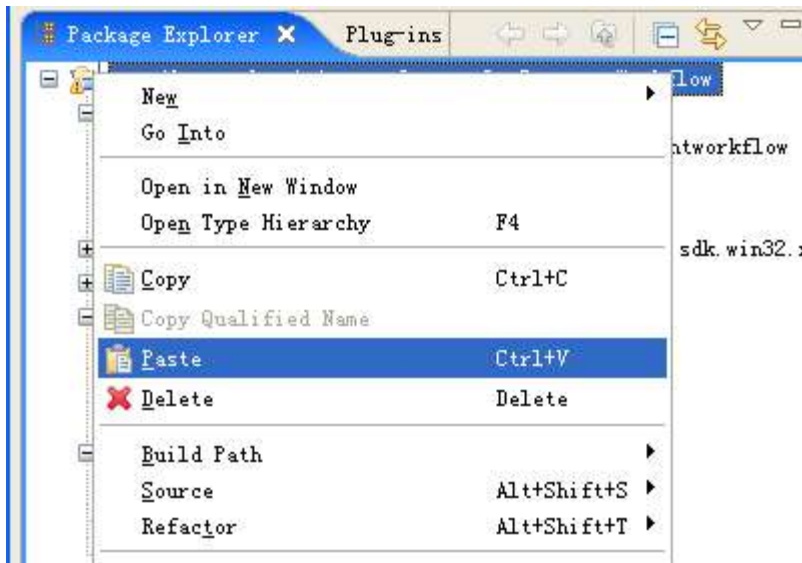 Package Explorer Plug-ins
flow
New
Go Into
ntworkflow
Open in New Window
Open Type Hierarchy F4
sdk.win32.
Copy Ctrl+C
Copy Qualified Name
Paste Ctrl+V
Delete Delete
Build Path
Source Alt+Shift+S
Refactor Alt+Shift+T